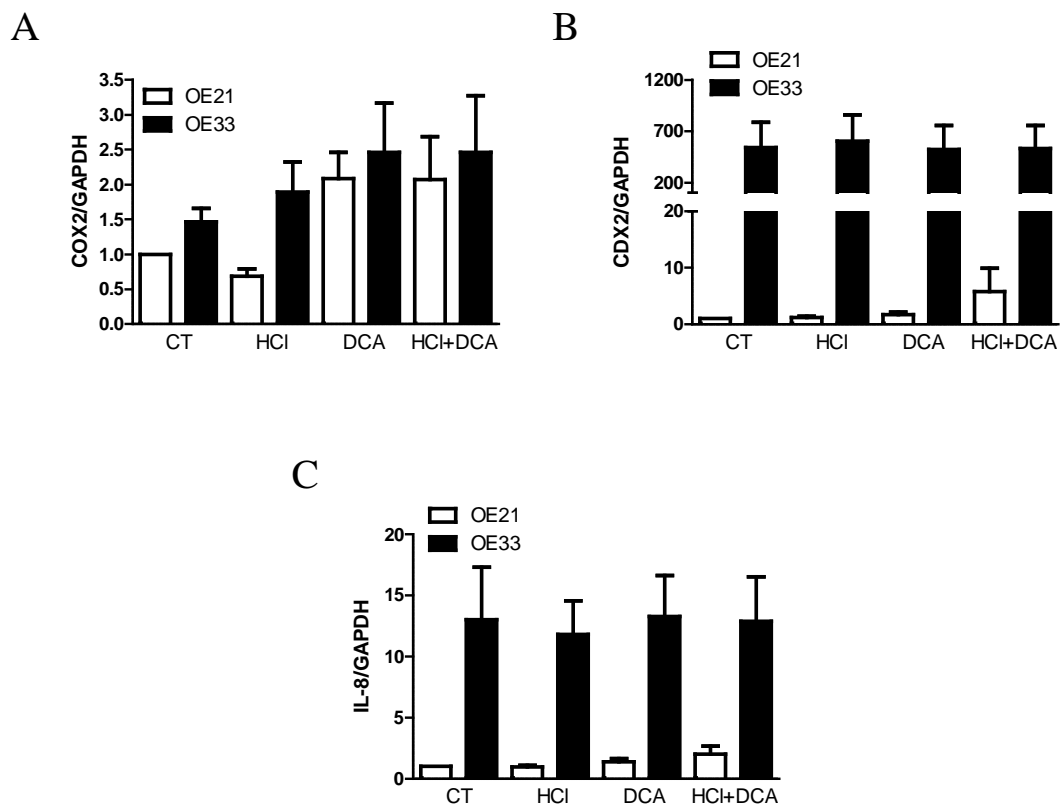 A
COX2/GAPDH
3.5
3.0
2.5
2.0
1.5
1.0
0.5
0.0
OE21
OE33
CT HCl DCA HCl+DCA
B
CDX2/GAPDH
1200
700
200
20
10
0
OE21
OE33
CT HCl DCA HCl+DCA
C
IL-8/GAPDH
20
15
10
5
0
OE21
OE33
CT HCl DCA HCl+DCA